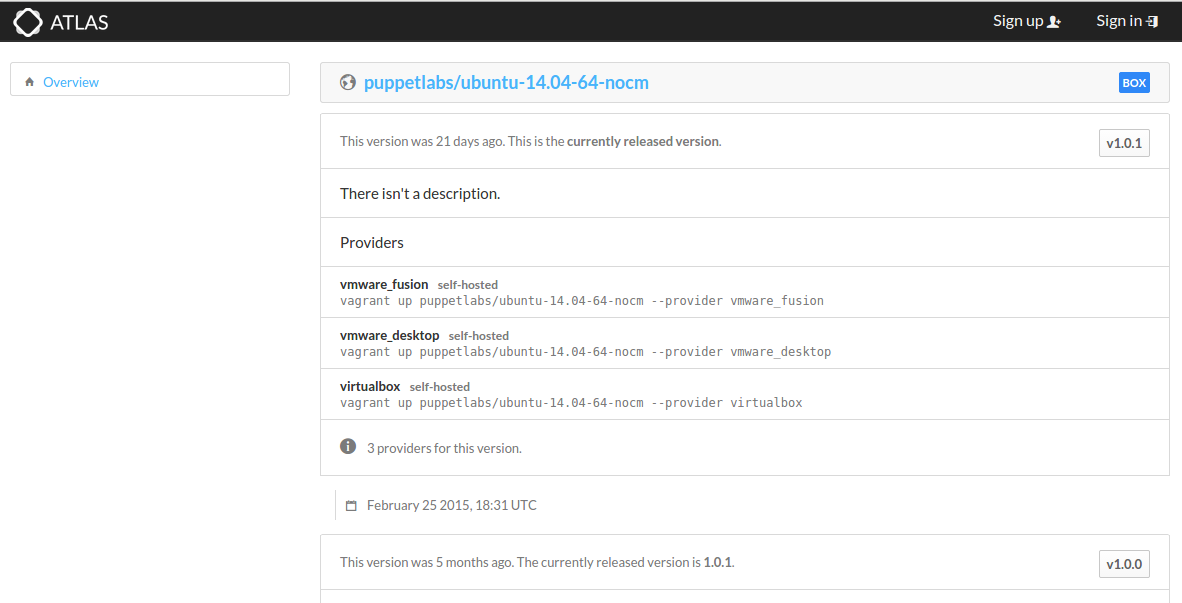 ATLAS
Sign up
Sign in
Overview
puppetlabs/ubuntu-14.04-64-nocm
BOX
This version was 21 days ago. This is the currently released version.
v1.0.1
There isn't a description.
Providers
vmware_fusion self-hosted
vagrant up puppetlabs/ubuntu-14.04-64-nocm --provider vmware_fusion
vmware_desktop self-hosted
vagrant up puppetlabs/ubuntu-14.04-64-nocm --provider vmware_desktop
virtualbox self-hosted
vagrant up puppetlabs/ubuntu-14.04-64-nocm --provider virtualbox
3 providers for this version.
February 25 2015, 18:31 UTC
This version was 5 months ago. The currently released version is 1.0.1.
v1.0.0